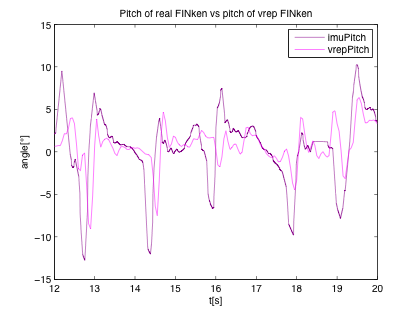 Pitch of real FINken vs pitch of vrep FINken
imuPitch
vrepPitch
angle[°]
15
10
5
0
−5
−10
−15
12 13 14 15 16 17 18 19 20
t[s]